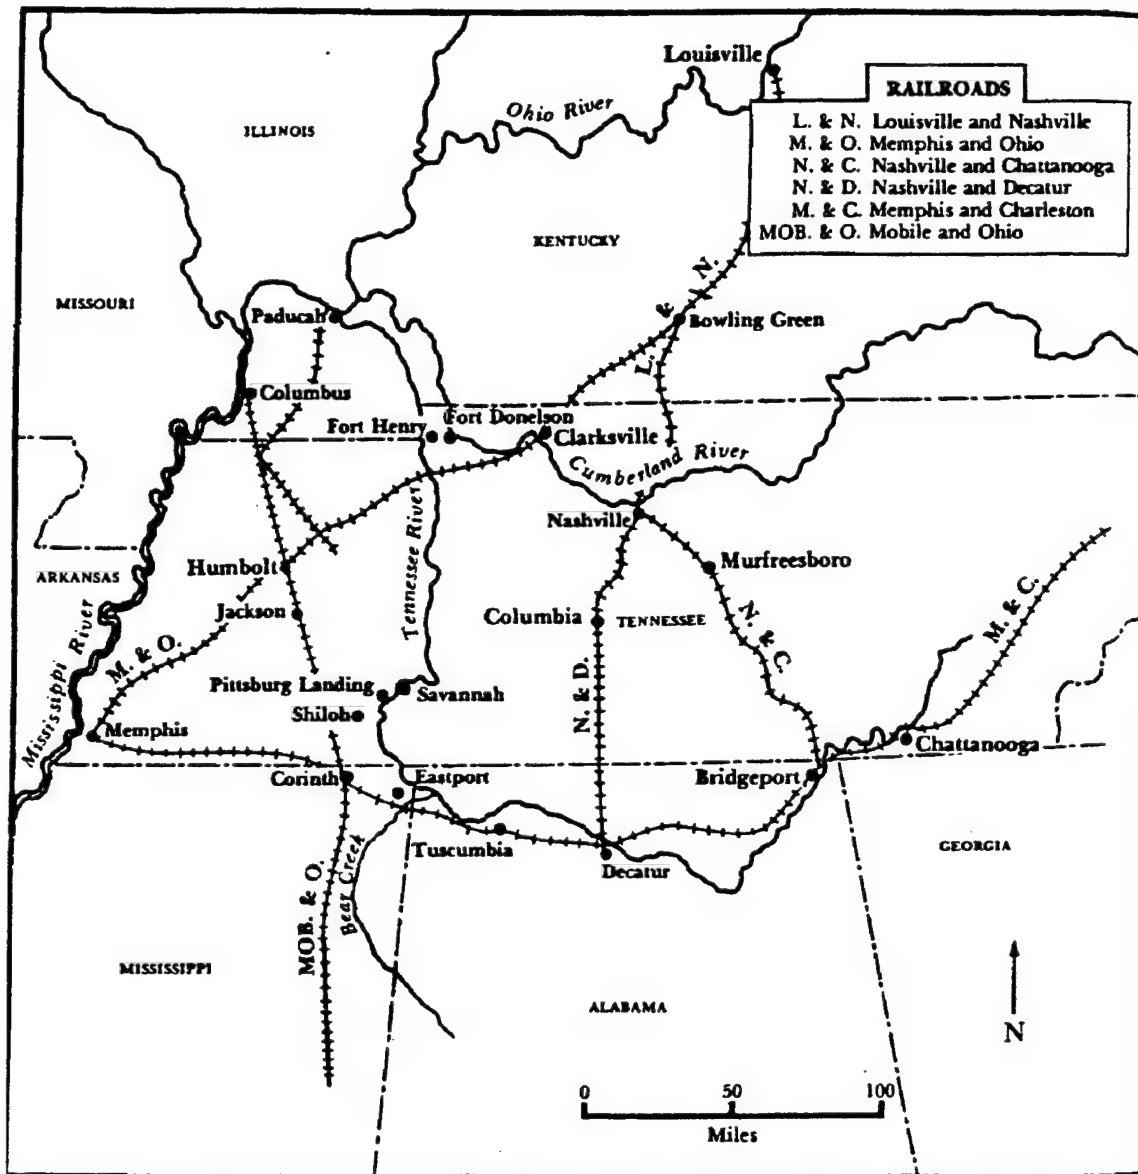 Louisville
RAILROADS
L. & N. Louisville and Nashville
M. & O. Memphis and Ohio
N. & C. Nashville and Chattanooga
N. & D. Nashville and Decatur
M. & C. Memphis and Charleston
MOB. & O. Mobile and Ohio
Ohio River
ILLINOIS
KENTUCKY
MISSOURI
L. & N.
Paducah
Bowling Green
Columbus
Fort Henry
Fort Donelson
Clarksville
Cumberland River
Nashville
Tennessee River
Humbolt
Murfreesboro
ARKANSAS
Jackson
Columbia
TENNESSEE
N. & C.
M. & C.
Mississippi River
M. & O.
Pittsburg Landing
Savannah
N. & D.
Shiloh
Memphis
Chattanooga
Corinth
Eastport
Bridgeport
Tuscumbia
Decatur
GEORGIA
Bear Creek
MOB. & O.
MISSISSIPPI
ALABAMA
N
0 50 100
Miles